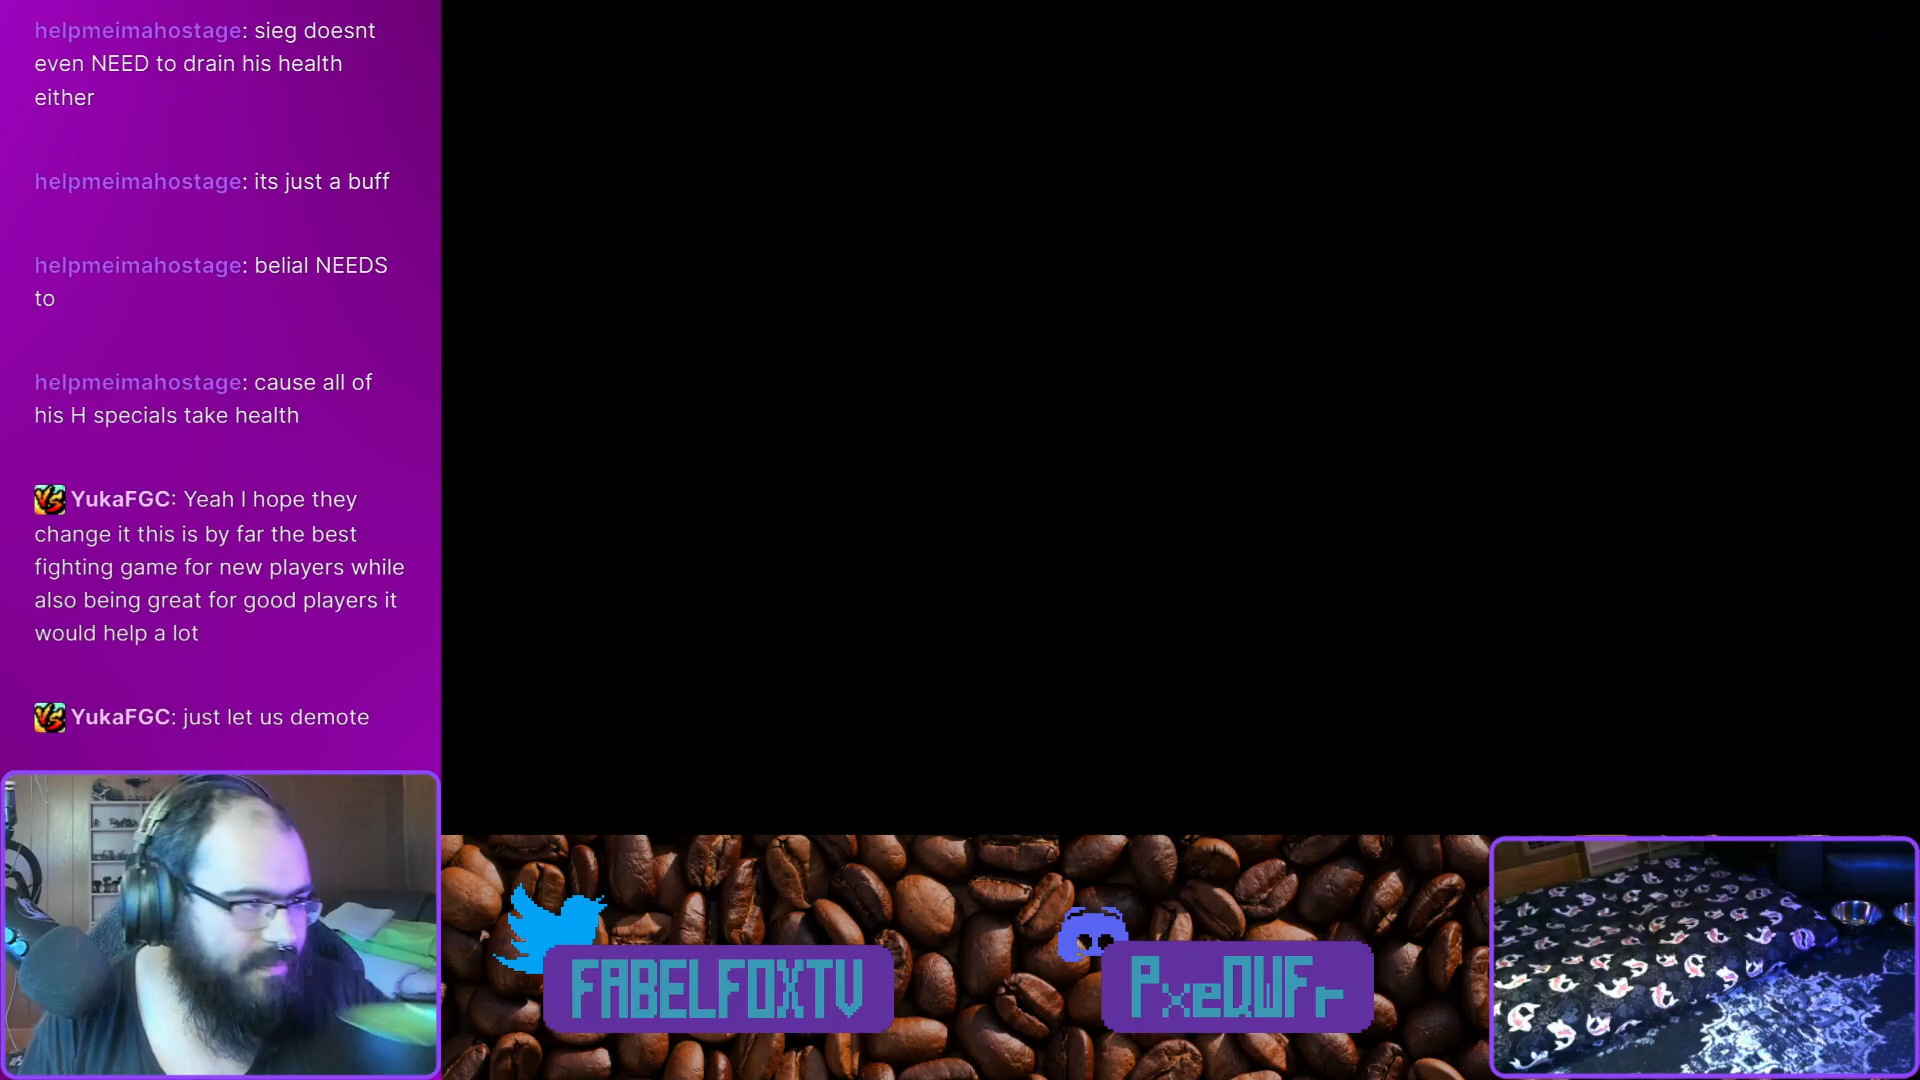 helpmeimahostage: sieg doesnt
even NEED to drain his health
either
helpmeimahostage: its just a buff
helpmeimahostage: belial NEEDS
to
helpmeimahostage: cause all of
his H specials take health
VS YukaFGC: Yeah I hope they
change it this is by far the best
fighting game for new players while
also being great for good players it
would help a lot
VS YukaFGC: just let us demote
FABELFOXTV
PxeQWFr